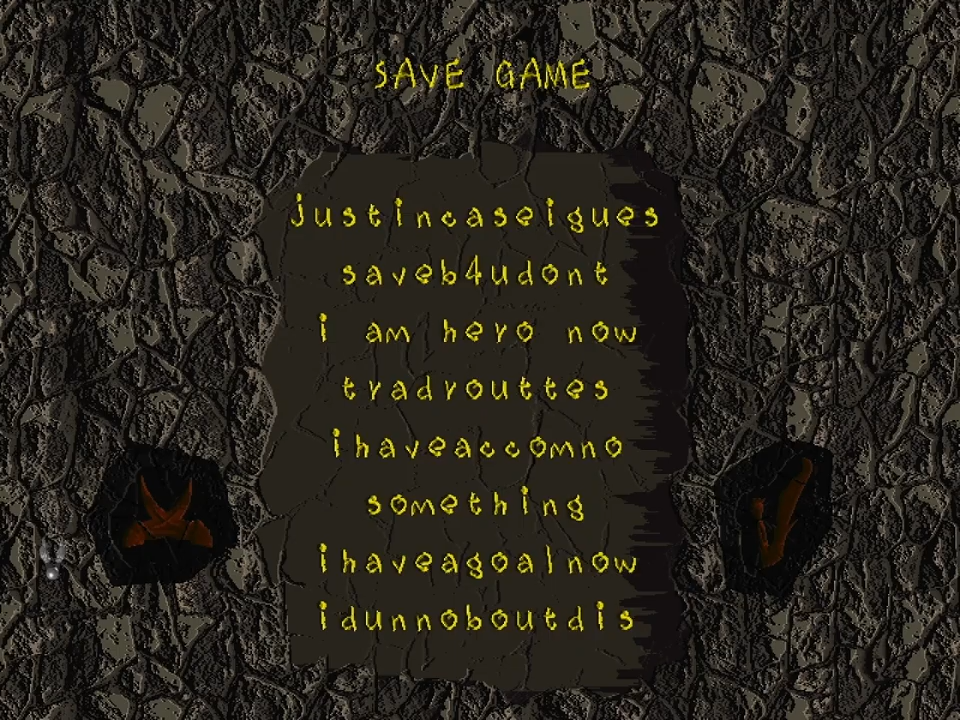 SAVE GAME
justincaseigues
saveb4udont
i am hero now
tradrouttes
ihaveaccomno
something
ihaveagoalnow
idunnoboutdis